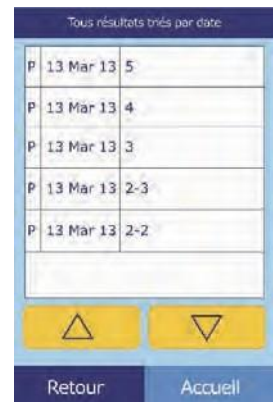 Tous résultats triés par date
P 13 Mar 13 5
P 13 Mar 13 4
P 13 Mar 13 3
P 13 Mar 13 2-3
P 13 Mar 13 2-2
Retour Accueil